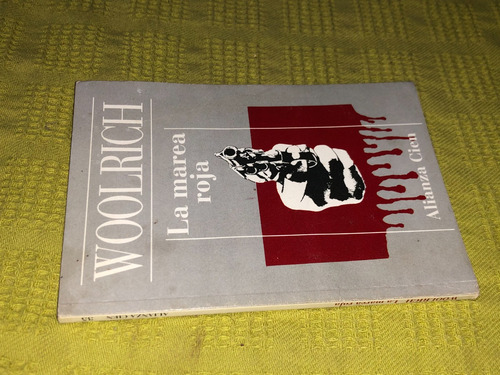 WOOLRICH
La marea
roja
Alianza Cien